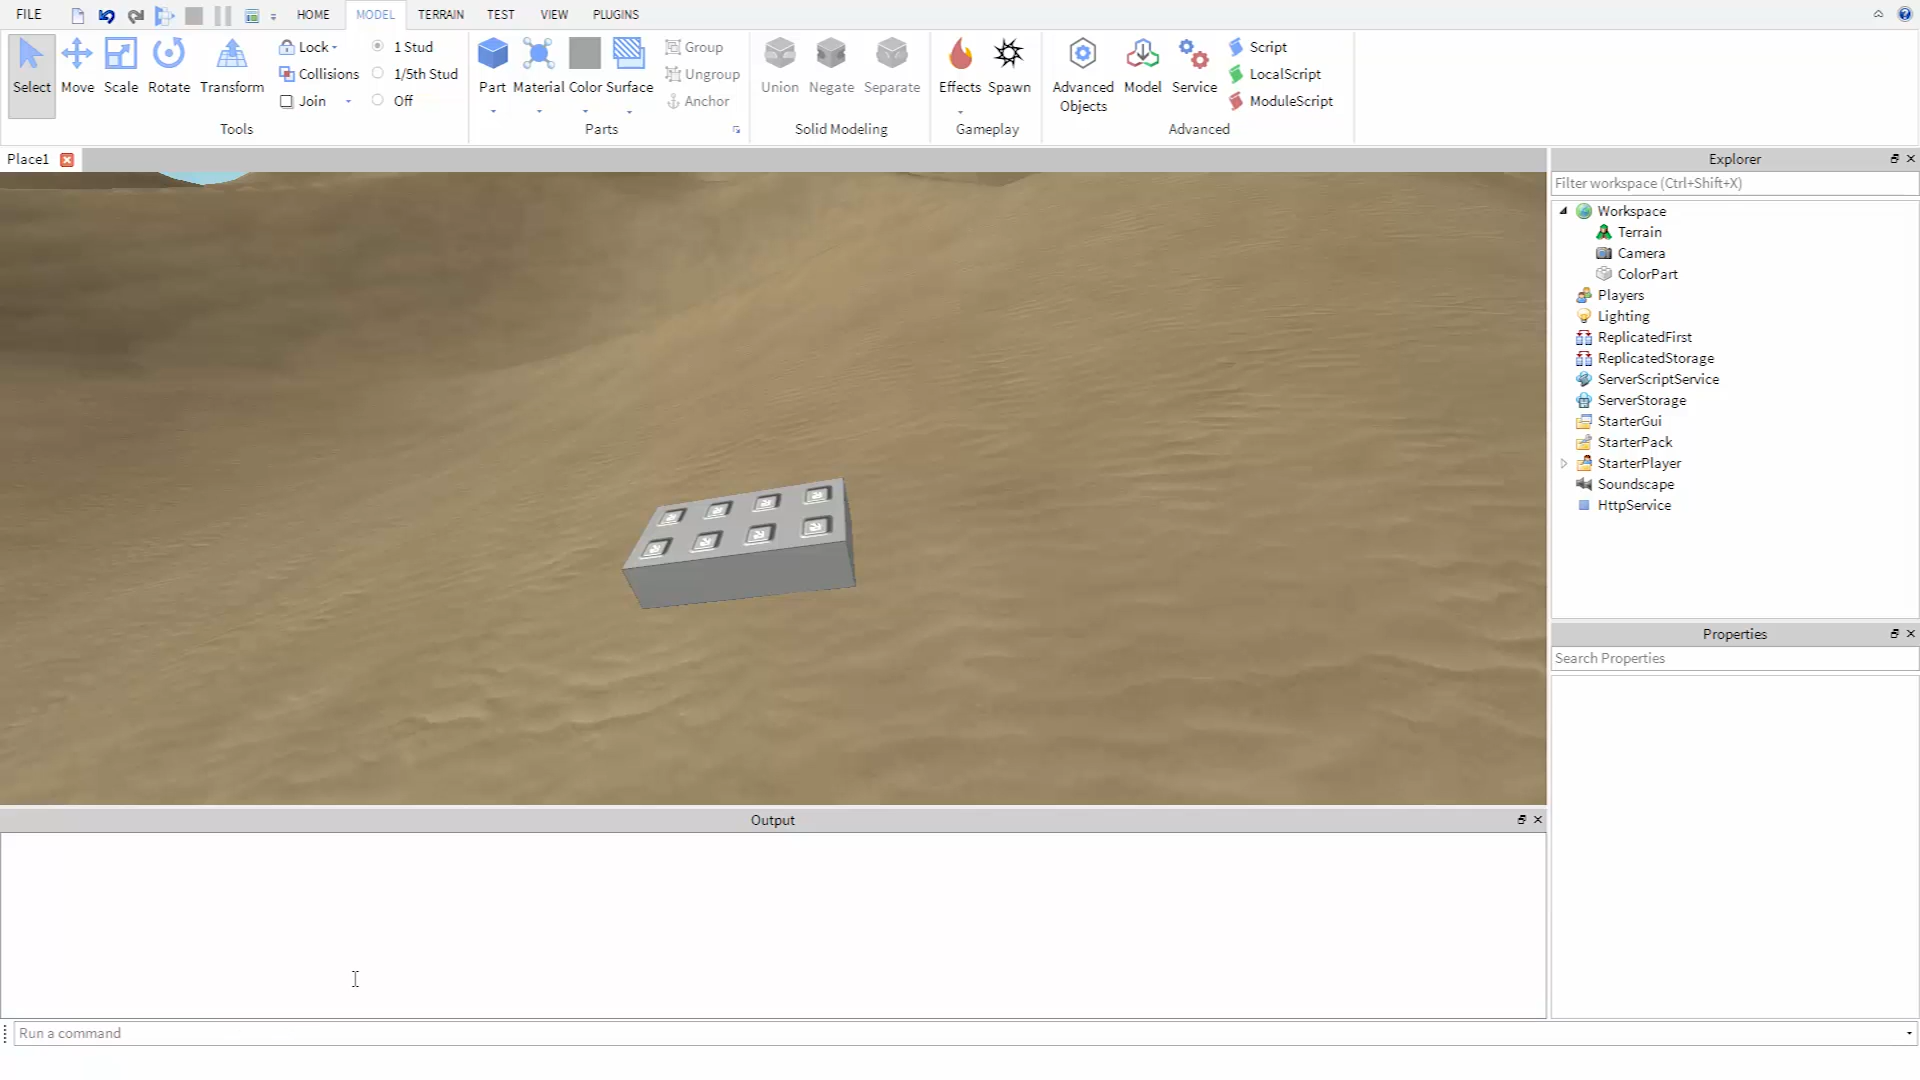 FILE HOME MODEL TERRAIN TEST VIEW PLUGINS
Select Move Scale Rotate Transform
Lock
Collisions
Join
1 Stud
1/5th Stud
Off
Tools
Part Material Color Surface
Group
Ungroup
Anchor
Parts
Union Negate Separate
Solid Modeling
Effects Spawn
Gameplay
Advanced
Objects
Model Service
Script
LocalScript
ModuleScript
Advanced
Place1
Explorer
Filter workspace (Ctrl+Shift+X)
Workspace
Terrain
Camera
ColorPart
Players
Lighting
ReplicatedFirst
ReplicatedStorage
ServerScriptService
ServerStorage
StarterGui
StarterPack
StarterPlayer
Soundscape
HttpService
Properties
Search Properties
Output
Run a command